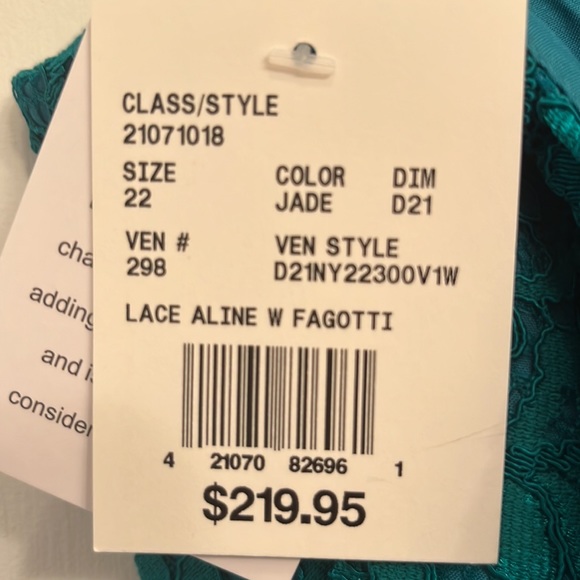 CLASS/STYLE
21071018
SIZE COLOR DIM
22 JADE D21
VEN # VEN STYLE
298 D21NY22300V1W
LACE ALINE W FAGOTTI
4 21070 82696 1
$219.95
cha
adding
and i
consider